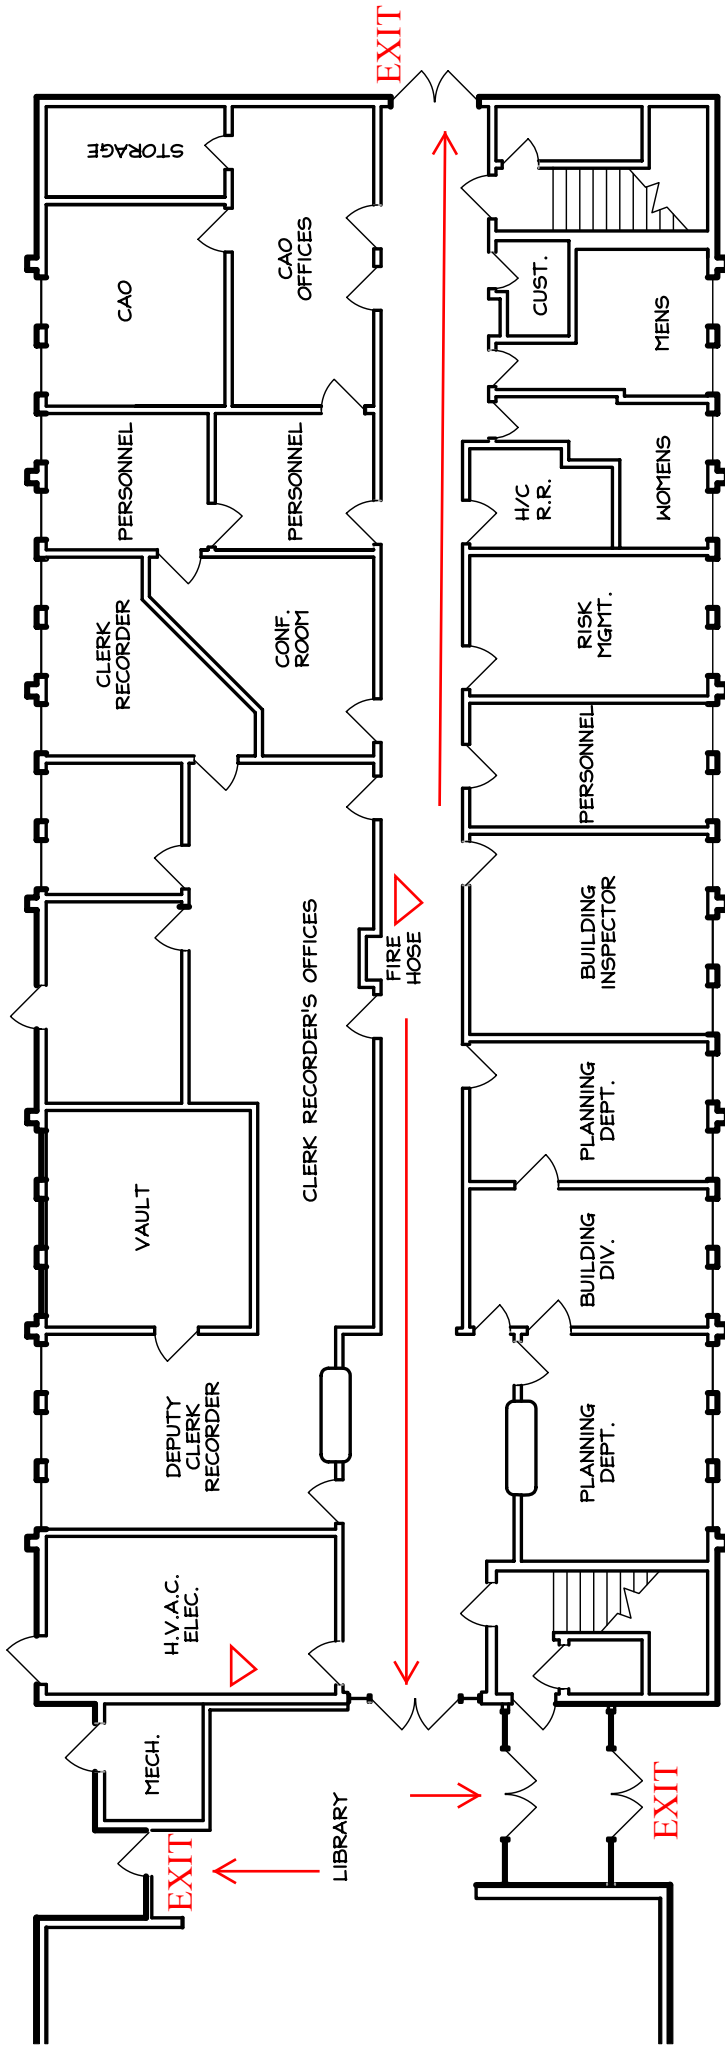 EXIT
STORAGE
CAO
CAO
OFFICES
CUST.
MENS
PERSONNEL
PERSONNEL
H/C
R.R.
WOMENS
CLERK
RECORDER
CONF.
ROOM
RISK
MGMT.
PERSONNEL
CLERK RECORDER'S OFFICES
FIRE
HOSE
BUILDING
INSPECTOR
PLANNING
DEPT.
VAULT
BUILDING
DIV.
DEPUTY
CLERK
RECORDER
PLANNING
DEPT.
H.V.A.C.
ELEC.
MECH.
LIBRARY
EXIT
EXIT